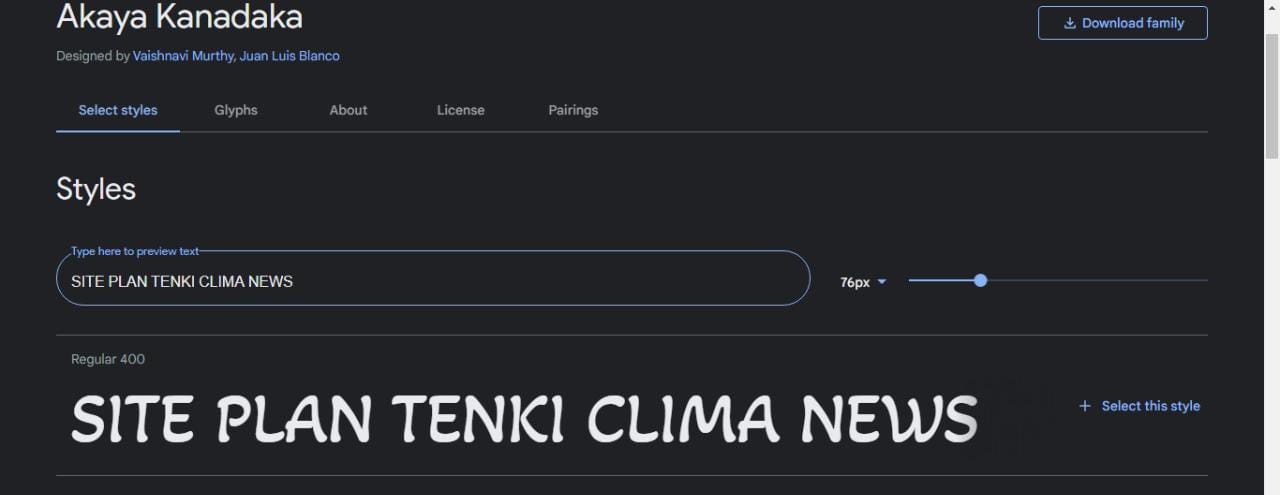 Akaya Kanadaka
Download family
Designed by Vaishnavi Murthy, Juan Luis Blanco
Select styles Glyphs About License Pairings
Styles
Type here to preview text
SITE PLAN TENKI CLIMA NEWS
76px
Regular 400
SITE PLAN TENKI CLIMA NEWS
+ Select this style